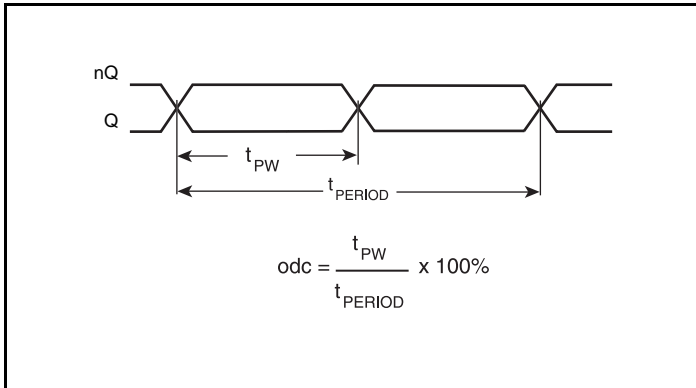 nQ
Q
tPW
tPERIOD
odc = tPW / tPERIOD x 100%